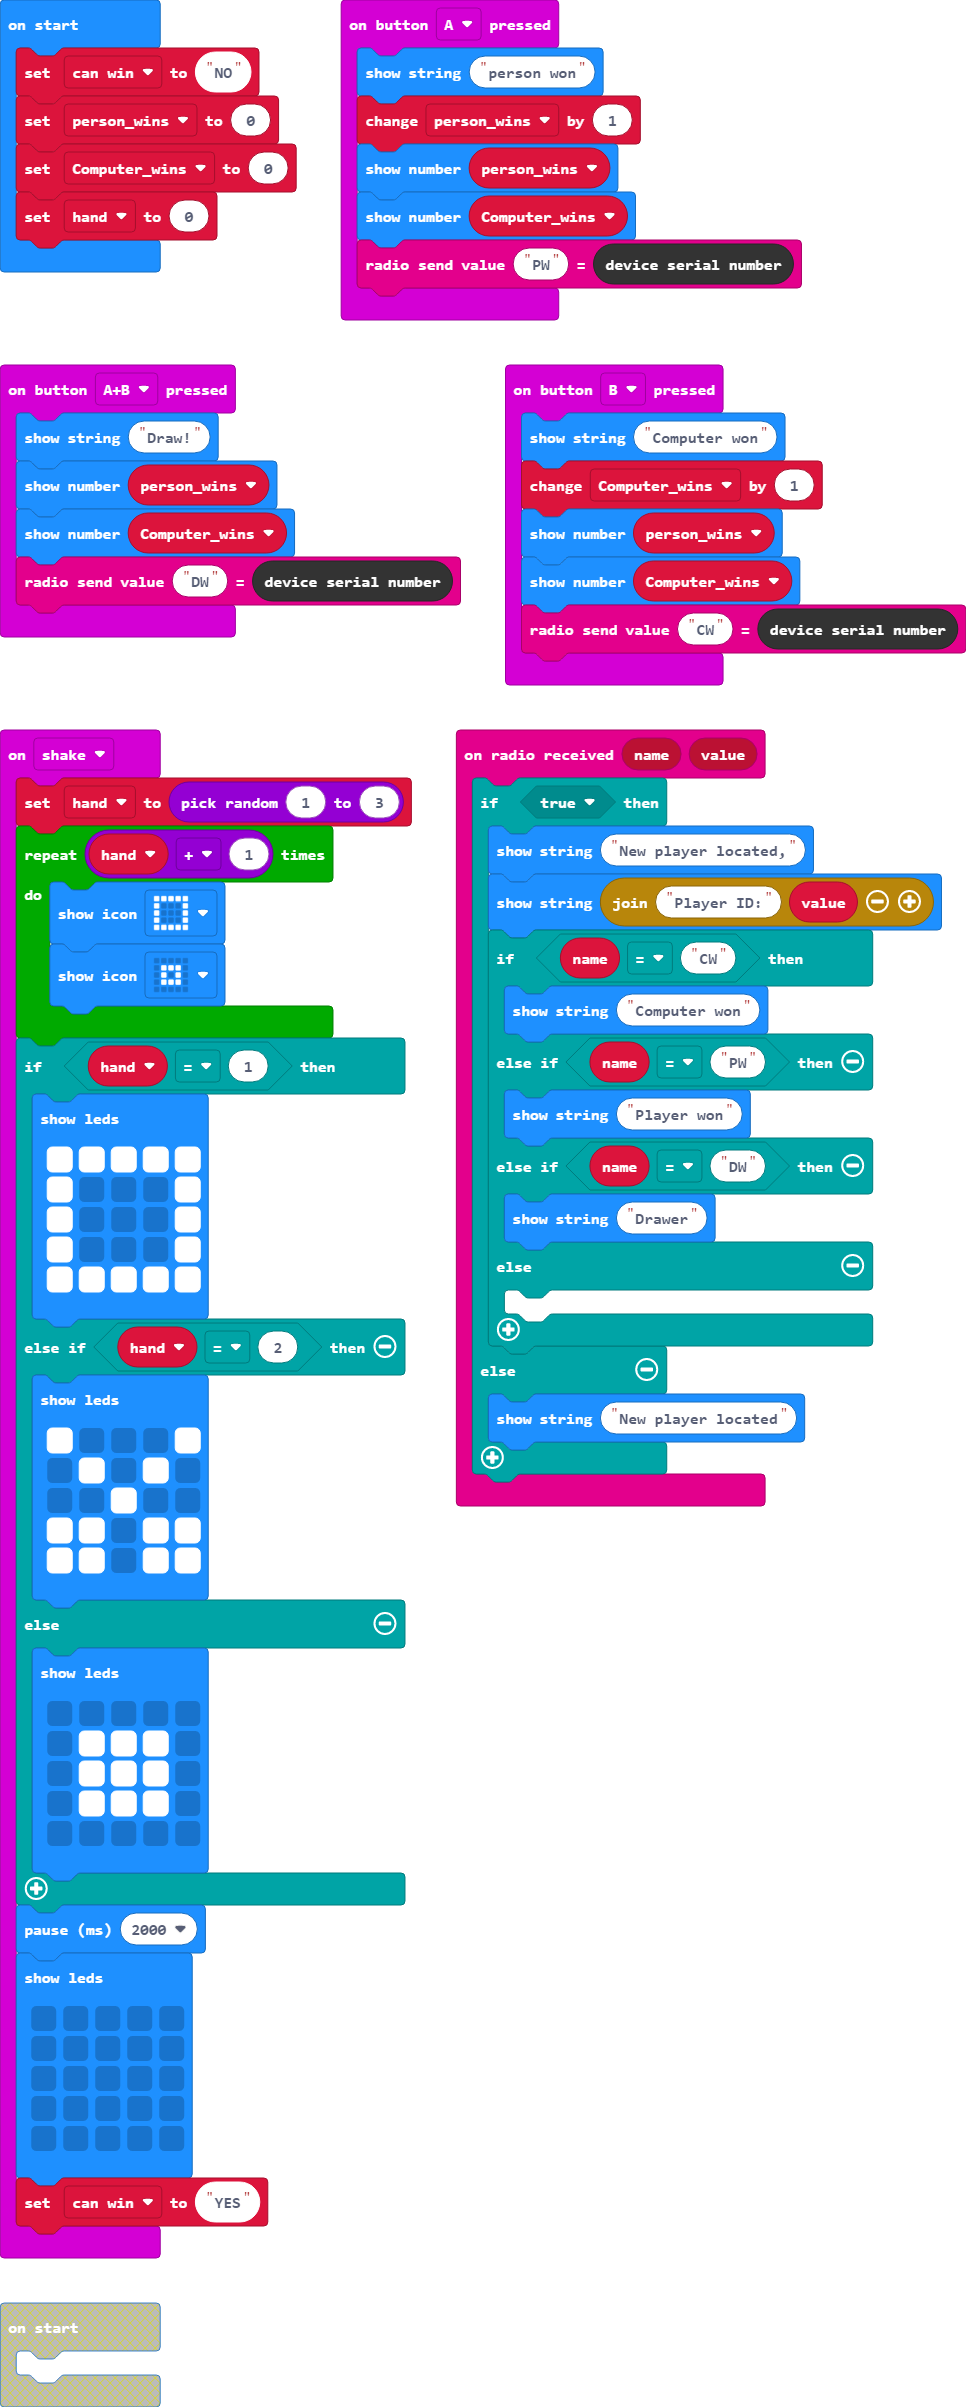 on start
set can win to "NO"
set person_wins to 0
set Computer_wins to 0
set hand to 0
on button A pressed
show string "person won"
change person_wins by 1
show number person_wins
show number Computer_wins
radio send value "PW" = device serial number
on button A+B pressed
show string "Draw!"
show number person_wins
show number Computer_wins
radio send value "DW" = device serial number
on button B pressed
show string "Computer won"
change Computer_wins by 1
show number person_wins
show number Computer_wins
radio send value "CW" = device serial number
on shake
set hand to pick random 1 to 3
repeat hand + 1 times
do
show icon
show icon
if hand = 1 then
show leds
else if hand = 2 then
show leds
else
show leds
pause (ms) 2000
show leds
set can win to "YES"
on radio received name value
if true then
show string "New player located,"
show string join "Player ID:" value
if name = "CW" then
show string "Computer won"
else if name = "PW" then
show string "Player won"
else if name = "DW" then
show string "Drawer"
else
else
show string "New player located"
on start